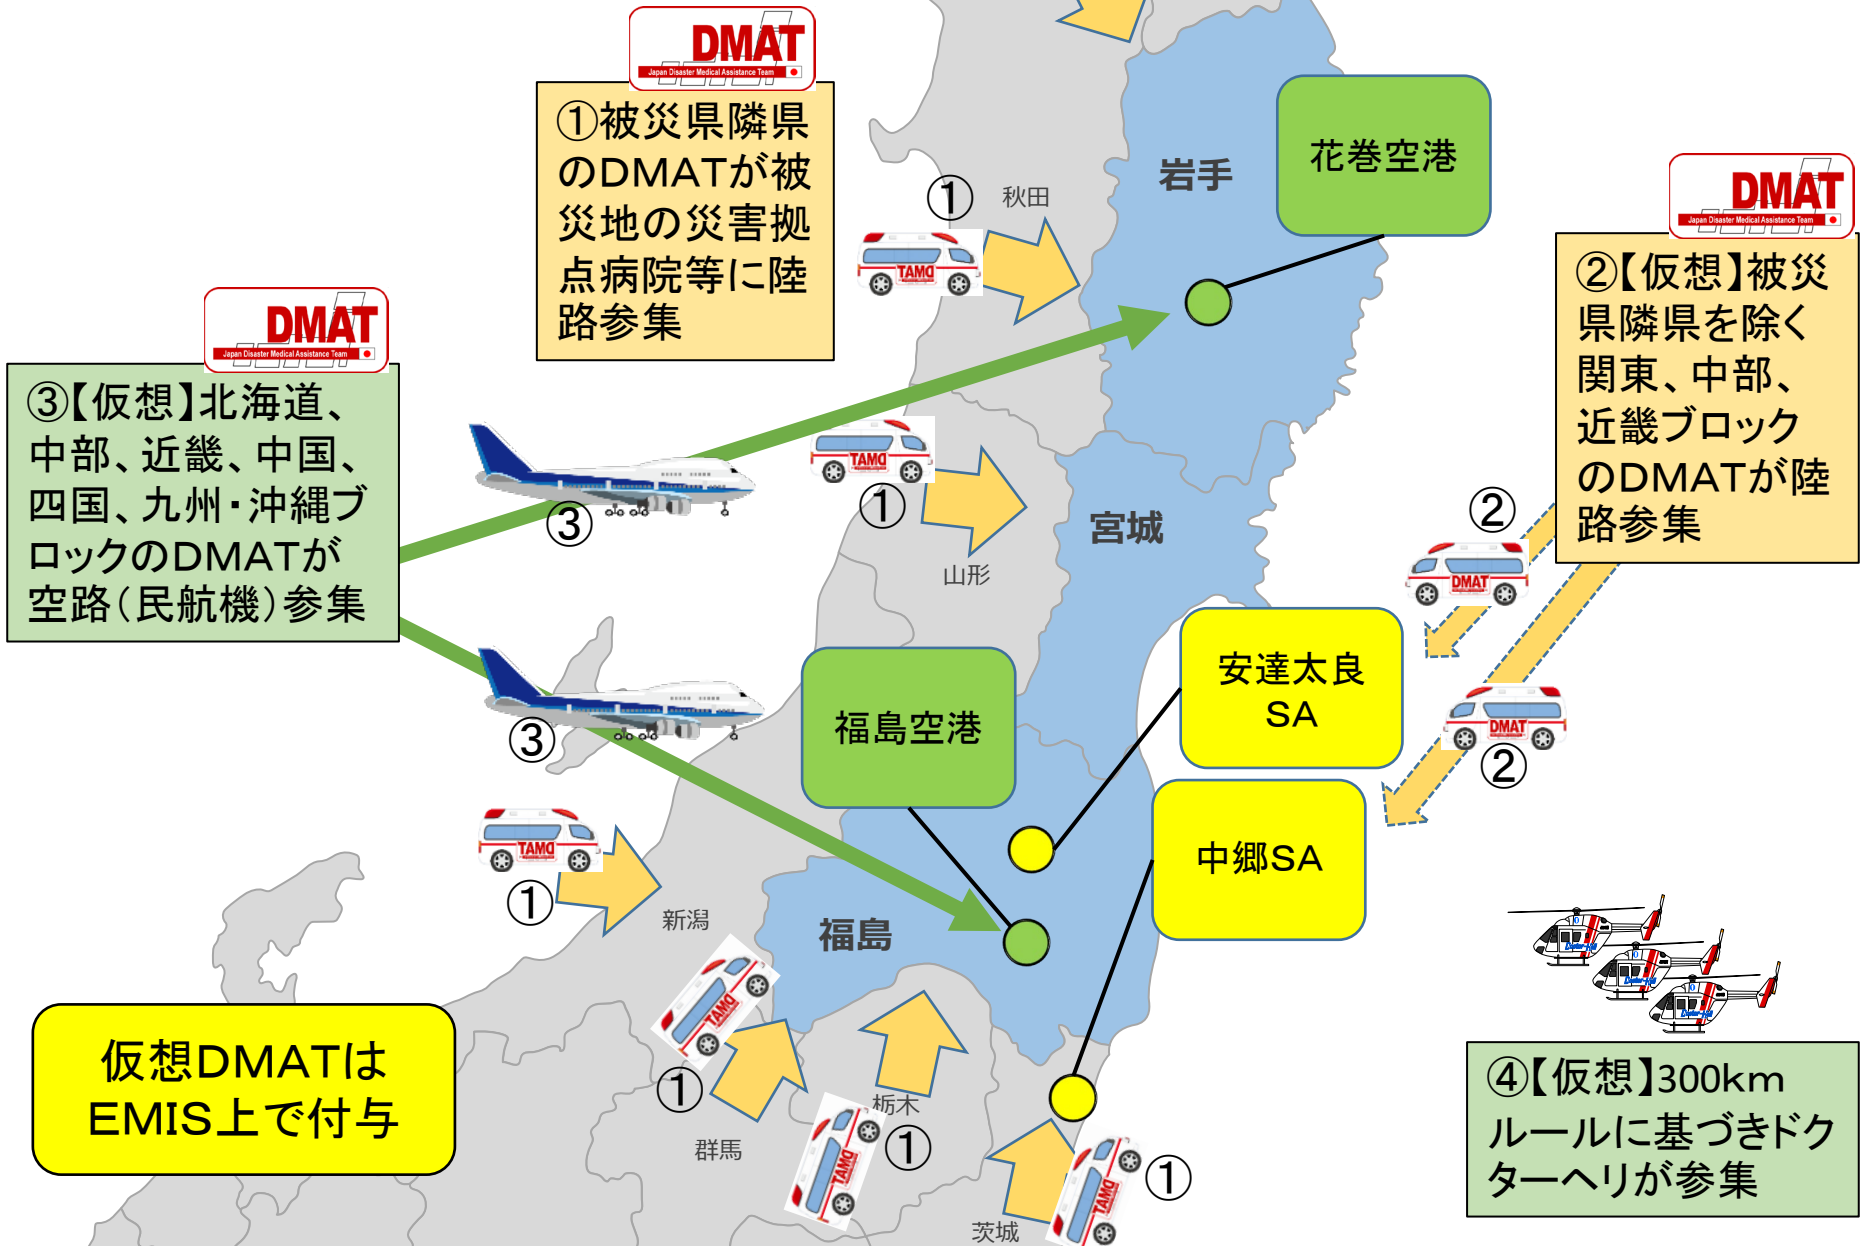 DMAT
Japan Disaster Medical Assistance Team
①被災県隣県
のDMATが被
災地の災害拠
点病院等に陸
路参集
花巻空港
岩手
①
秋田
DMAT
Japan Disaster Medical Assistance Team
②【仮想】被災
県隣県を除く
関東、中部、
近畿ブロック
のDMATが陸
路参集
DMAT
Japan Disaster Medical Assistance Team
③【仮想】北海道、
中部、近畿、中国、
四国、九州・沖縄ブ
ロックのDMATが
空路（民航機）参集
DMAT
DMAT
③
①
宮城
山形
②
DMAT
安達太良
SA
福島空港
③
DMAT
②
中郷SA
DMAT
①
新潟
福島
DMAT
①
群馬
栃木
DMAT
①
茨城
DMAT
①
仮想DMATは
EMIS上で付与
④【仮想】300km
ルールに基づきドク
ターヘリが参集